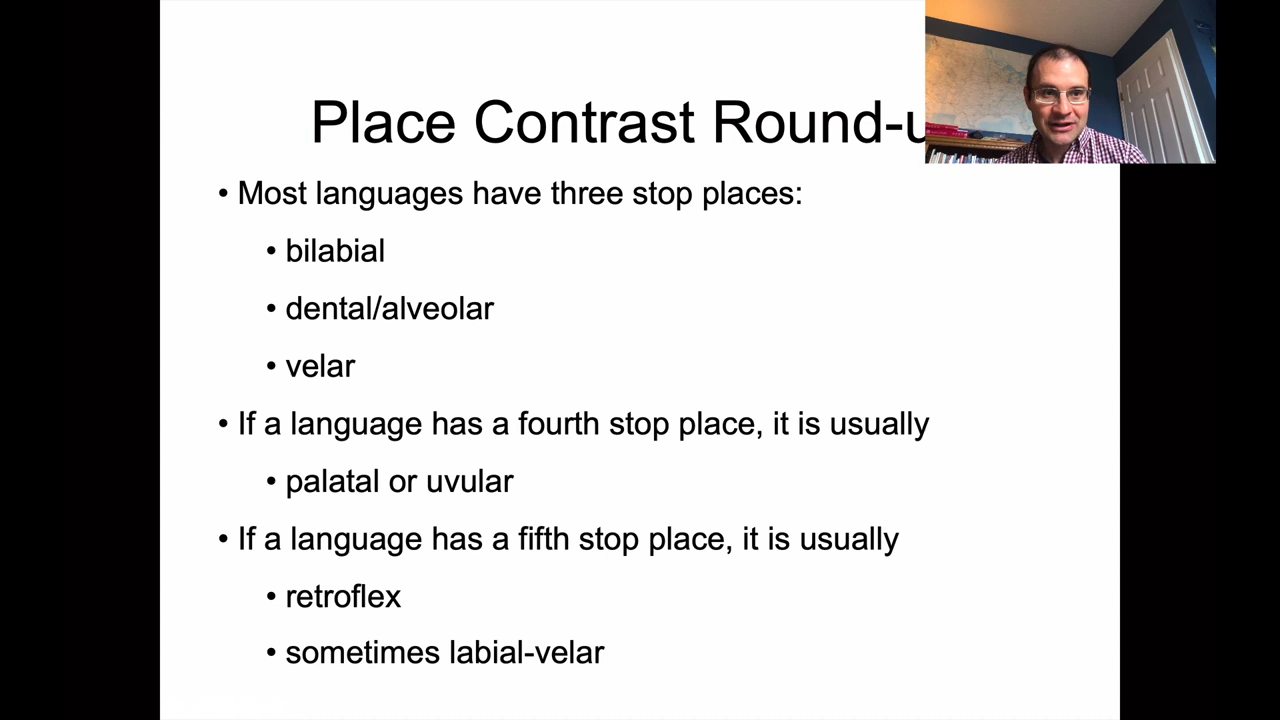 Place Contrast Round-u
• Most languages have three stop places:
• bilabial
• dental/alveolar
• velar
• If a language has a fourth stop place, it is usually
• palatal or uvular
• If a language has a fifth stop place, it is usually
• retroflex
• sometimes labial-velar